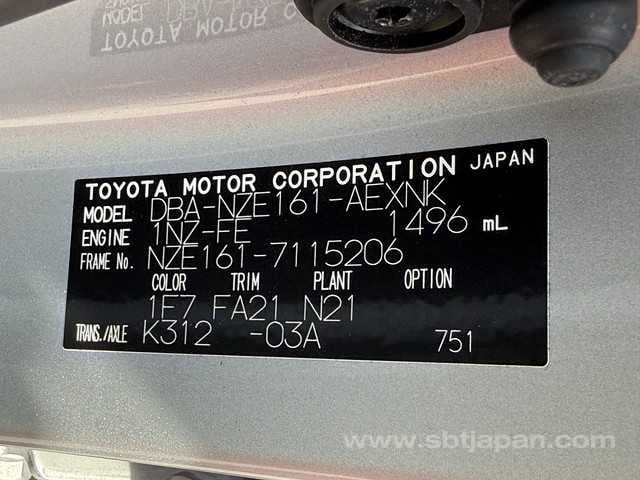 TOYOTA MOTOR CORPORATION JAPAN
MODEL DBA-NZE161-AEXNK
ENGINE 1NZ-FE 1496 mL
FRAME No. NZE161-7115206
COLOR TRIM PLANT OPTION
1F7 FA21 N21
TRANS./AXLE K312 -03A 751
www.sbtjapan.com